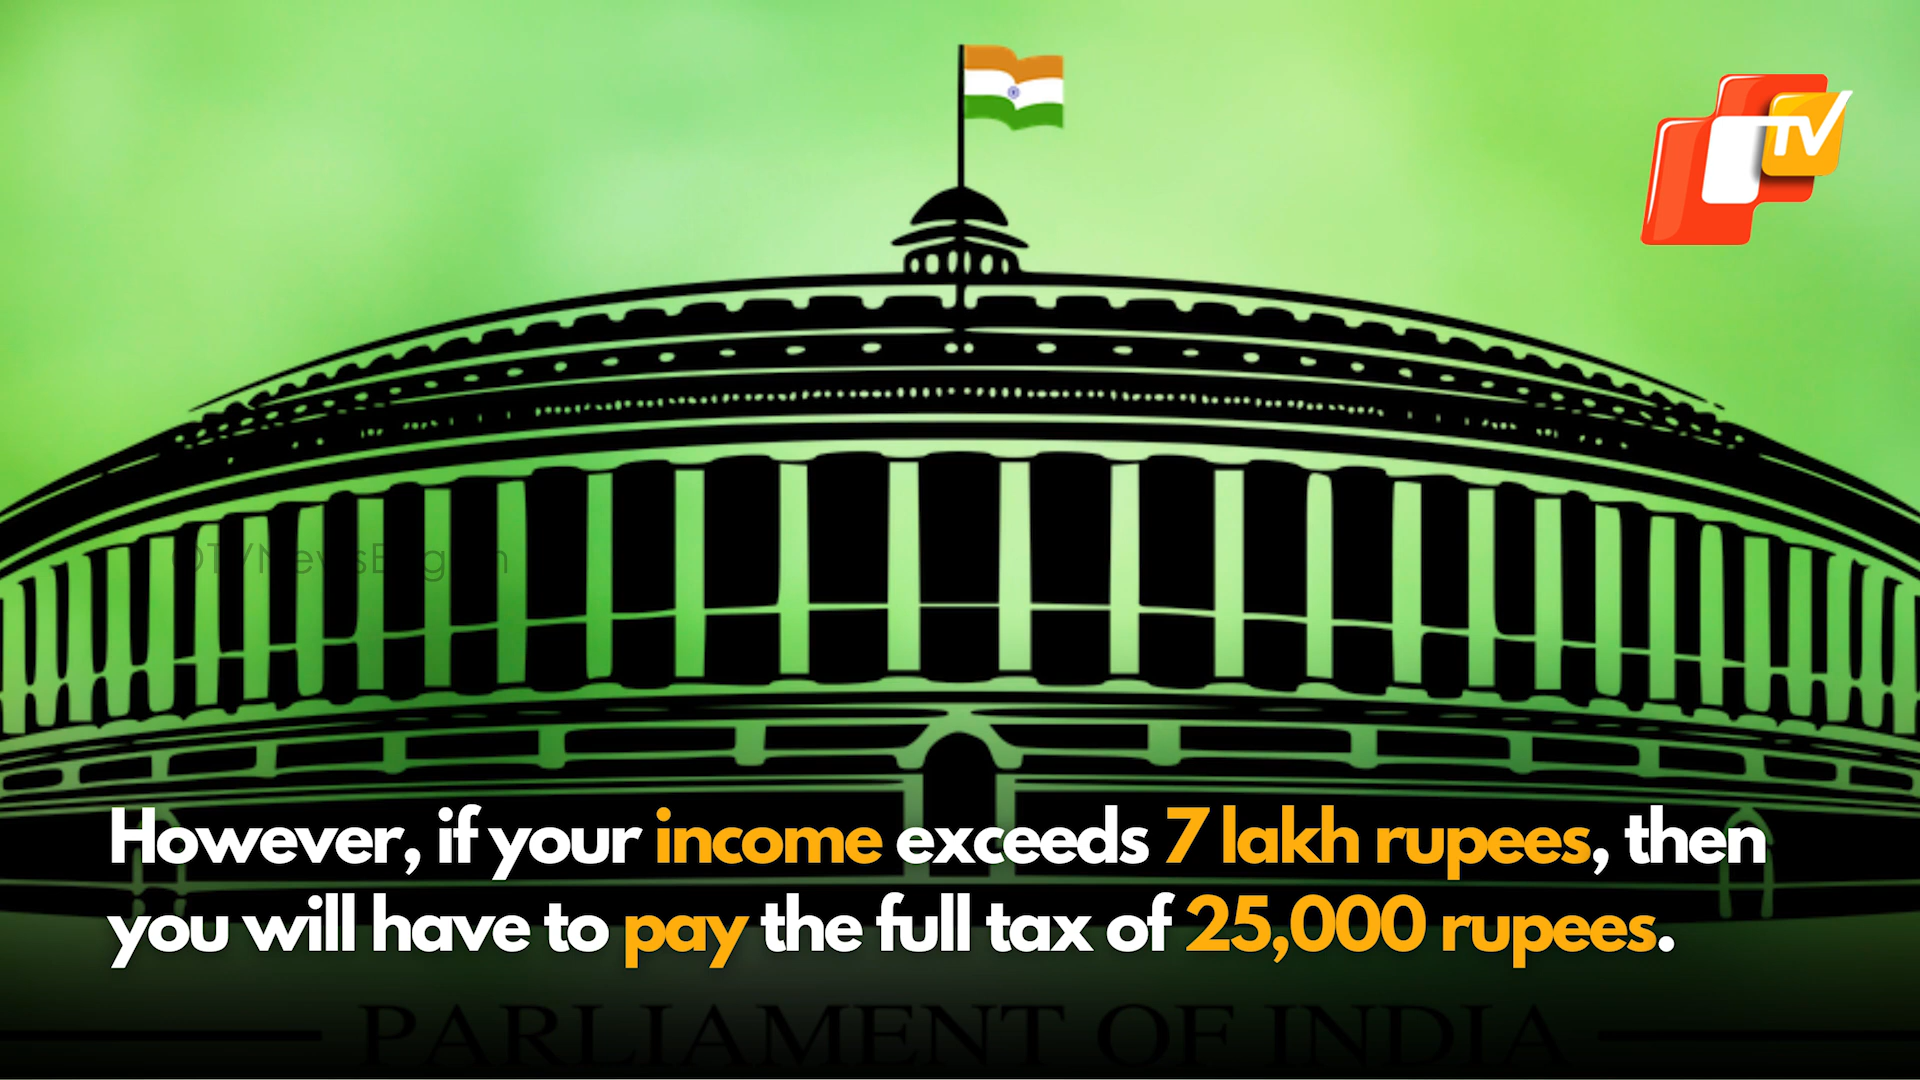 TV
OTVNewsEnglish
However, if your income exceeds 7 lakh rupees, then
you will have to pay the full tax of 25,000 rupees.
PARLIAMENT OF INDIA